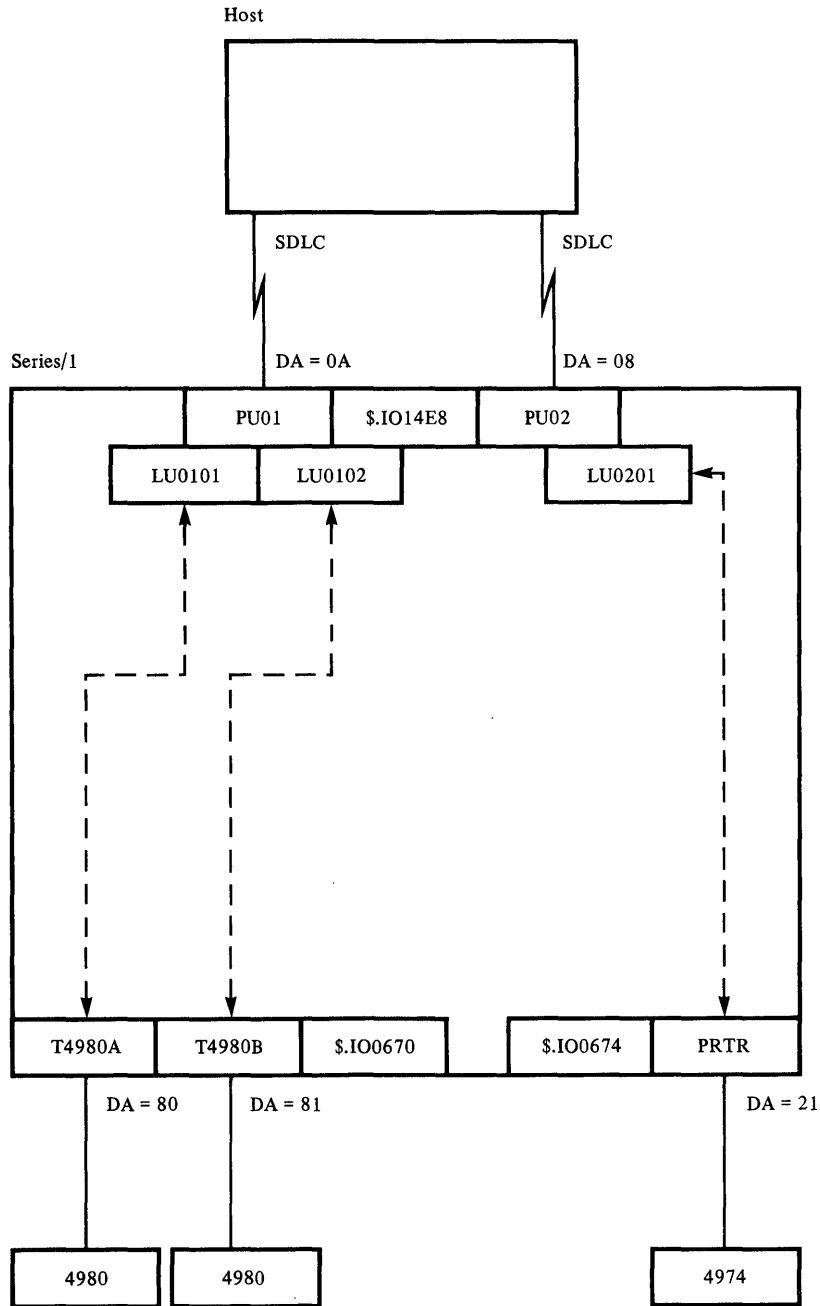 Host
SDLC SDLC
Series/1 DA = 0A DA = 08
PU01 $.IO14E8 PU02
LU0101 LU0102 LU0201
T4980A T4980B $.IO0670 $.IO0674 PRTR
DA = 80 DA = 81 DA = 21
4980 4980 4974